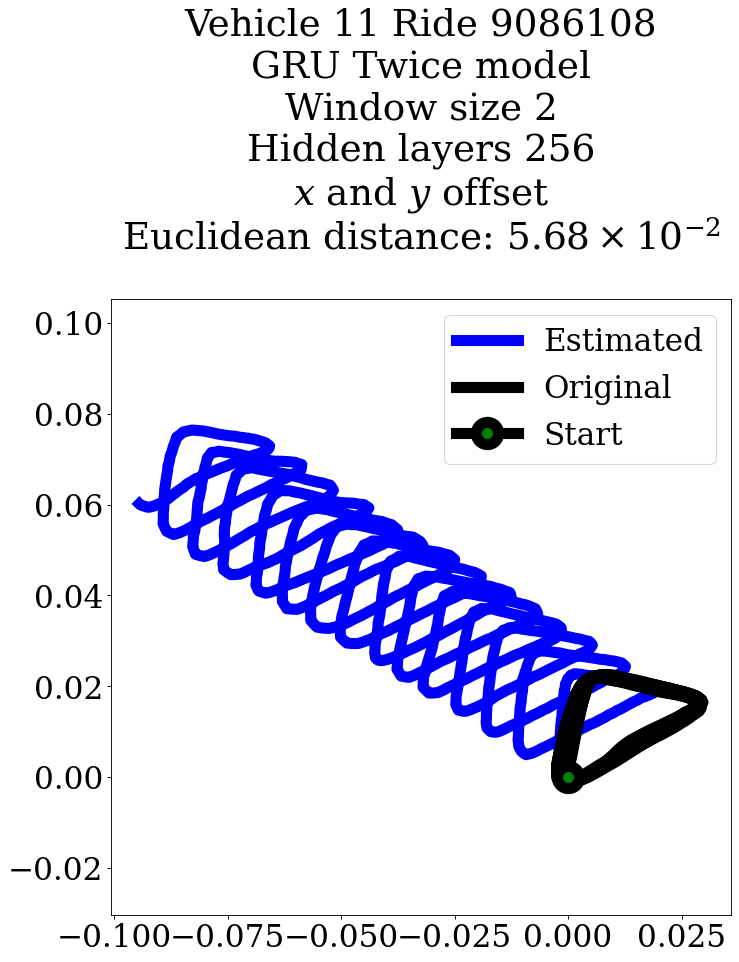 Vehicle 11 Ride 9086108
GRU Twice model
Window size 2
Hidden layers 256
x and y offset
Euclidean distance: 5.68 × 10⁻²
Estimated
Original
Start
0.10
0.08
0.06
0.04
0.02
0.00
−0.02
−0.100 −0.075 −0.050 −0.025 0.000 0.025